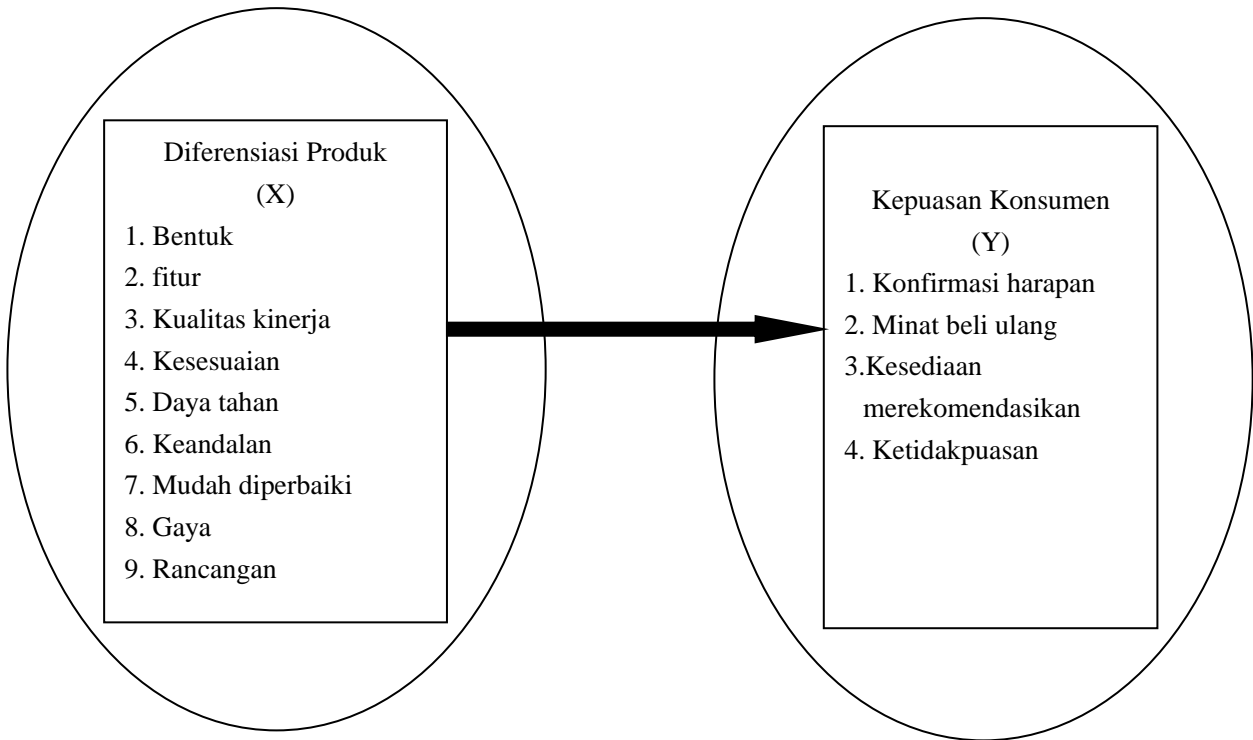 Diferensiasi Produk
(X)
1. Bentuk
2. fitur
3. Kualitas kinerja
4. Kesesuaian
5. Daya tahan
6. Keandalan
7. Mudah diperbaiki
8. Gaya
9. Rancangan
Kepuasan Konsumen
(Y)
1. Konfirmasi harapan
2. Minat beli ulang
3.Kesediaan
merekomendasikan
4. Ketidakpuasan